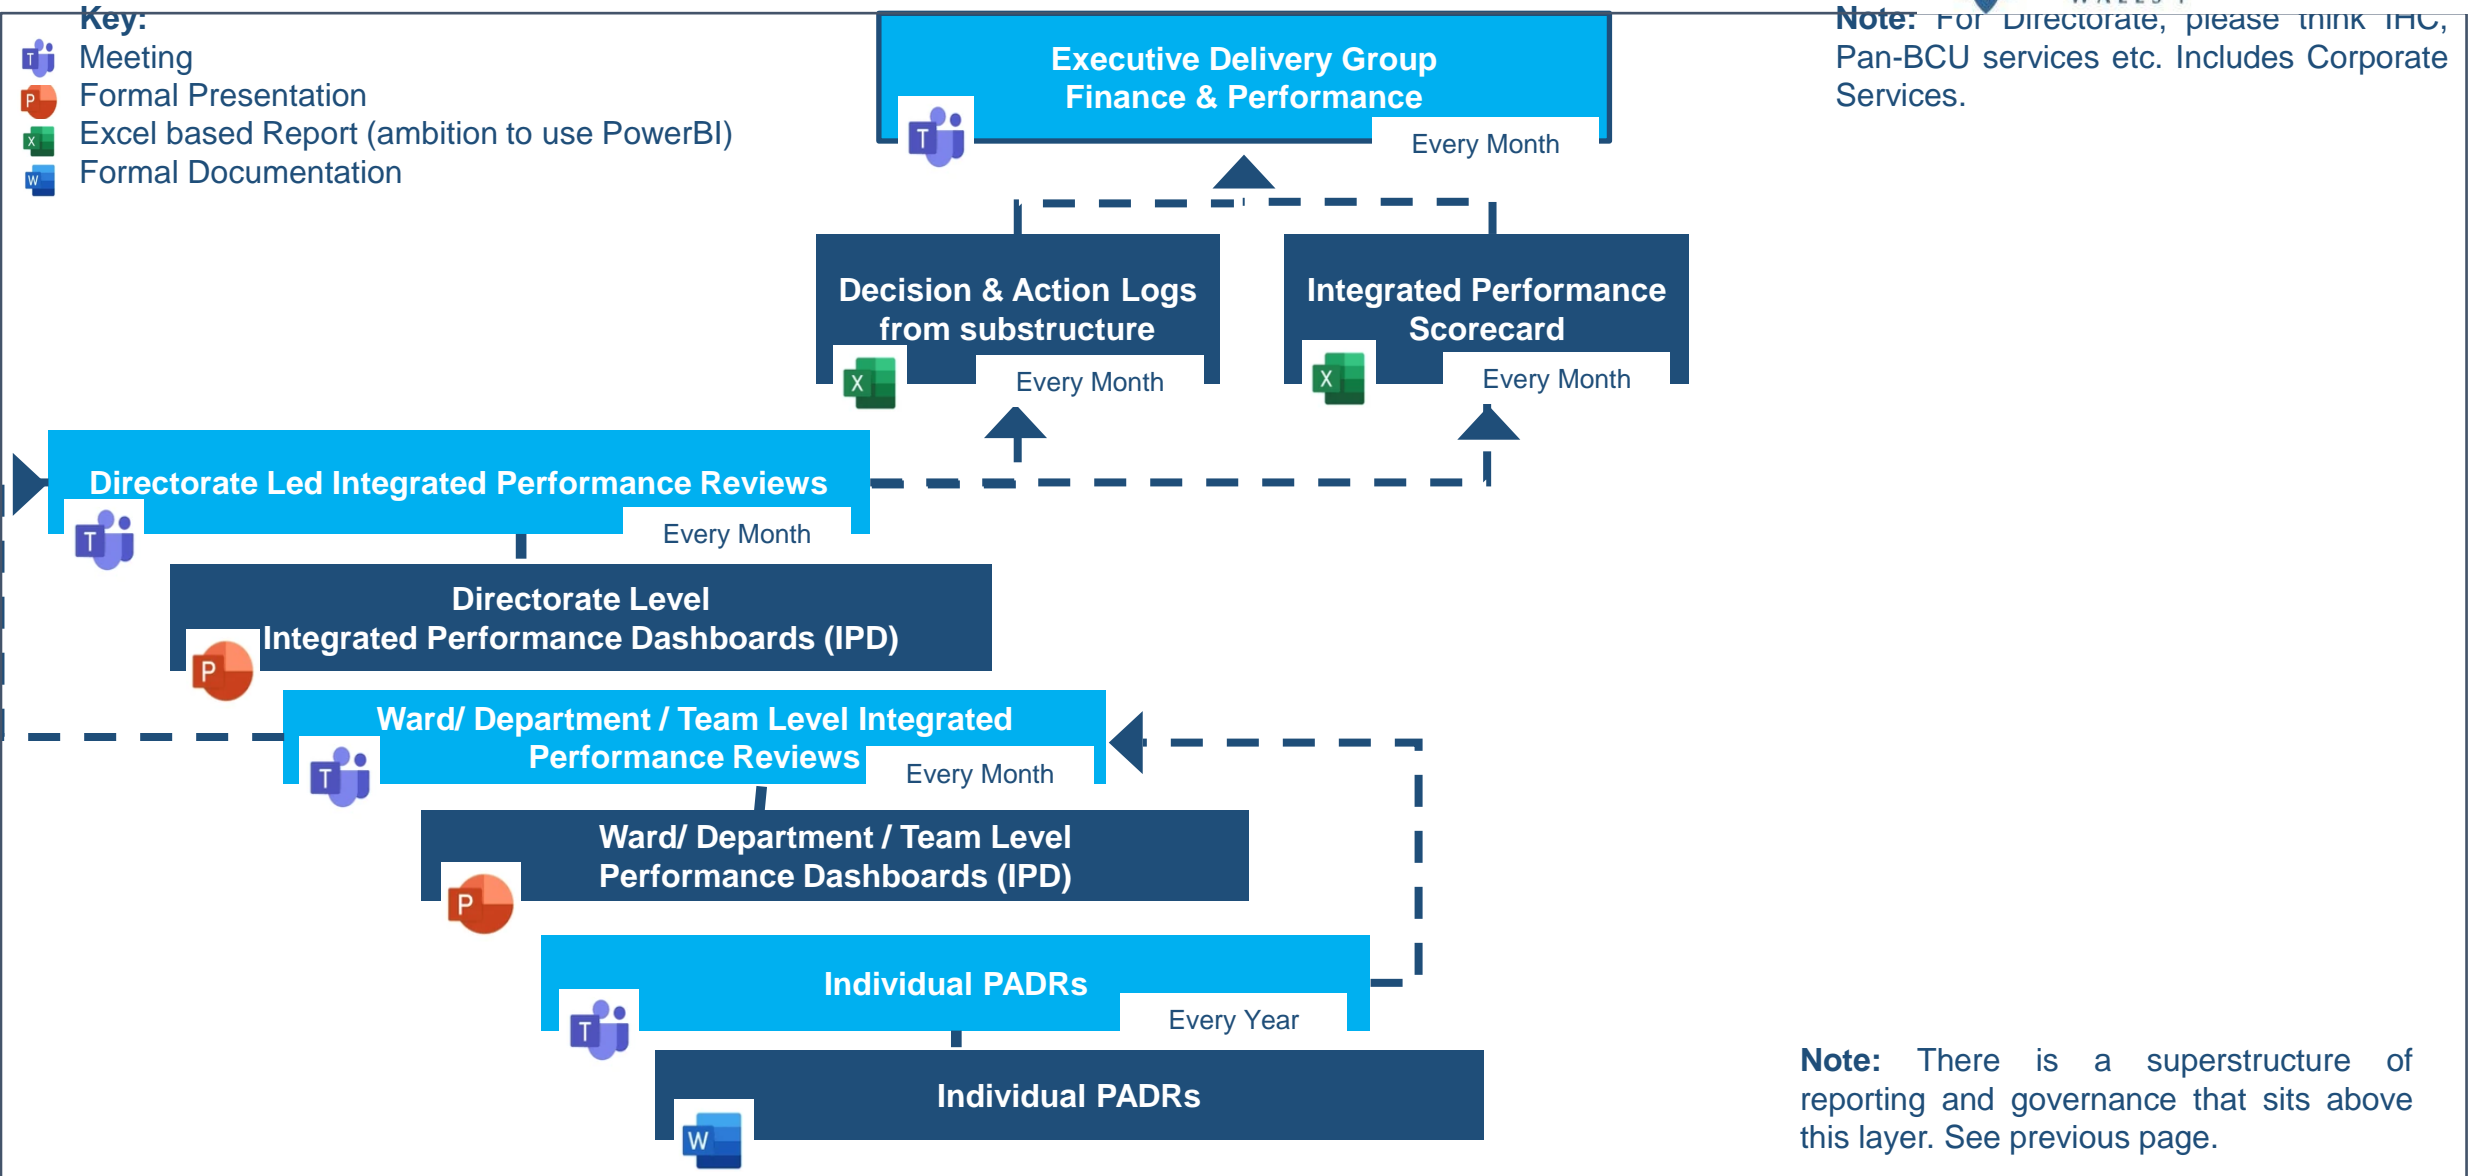 Key:
Meeting
Formal Presentation
Excel based Report (ambition to use PowerBI)
Formal Documentation
Executive Delivery Group
Finance & Performance
Every Month
Note: For Directorate, please think IHC,
Pan-BCU services etc. Includes Corporate
Services.
Decision & Action Logs
from substructure
Every Month
Integrated Performance
Scorecard
Every Month
Directorate Led Integrated Performance Reviews
Every Month
Directorate Level
Integrated Performance Dashboards (IPD)
Ward/ Department / Team Level Integrated
Performance Reviews
Every Month
Ward/ Department / Team Level
Performance Dashboards (IPD)
Individual PADRs
Every Year
Individual PADRs
Note: There is a superstructure of
reporting and governance that sits above
this layer. See previous page.